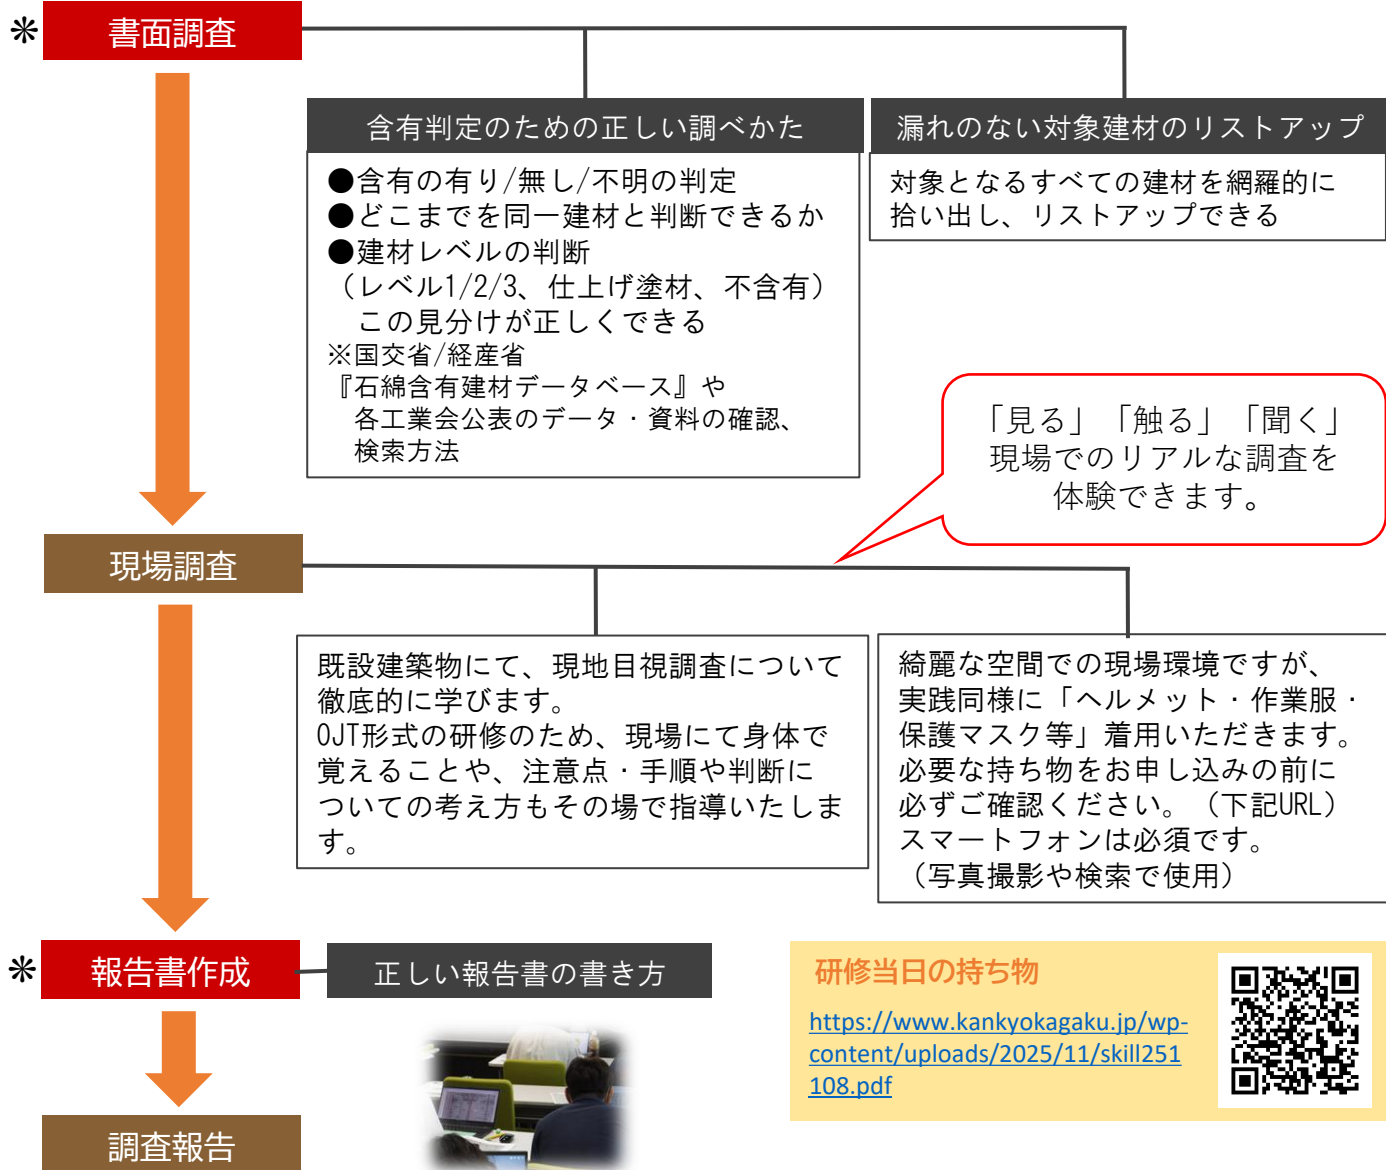 ＊ 書面調査
含有判定のための正しい調べかた
●含有の有り/無し/不明の判定
●どこまでを同一建材と判断できるか
●建材レベルの判断
（レベル1/2/3、仕上げ塗材、不含有）
この見分けが正しくできる
※国交省/経産省
『石綿含有建材データベース』や
各工業会公表のデータ・資料の確認、
検索方法
漏れのない対象建材のリストアップ
対象となるすべての建材を網羅的に
拾い出し、リストアップできる
「見る」「触る」「聞く」
現場でのリアルな調査を
体験できます。
現場調査
既設建築物にて、現地目視調査について
徹底的に学びます。
OJT形式の研修のため、現場にて身体で
覚えることや、注意点・手順や判断に
ついての考え方もその場で指導いたしま
す。
綺麗な空間での現場環境ですが、
実践同様に「ヘルメット・作業服・
保護マスク等」着用いただきます。
必要な持ち物をお申し込みの前に
必ずご確認ください。（下記URL）
スマートフォンは必須です。
（写真撮影や検索で使用）
＊ 報告書作成
正しい報告書の書き方
研修当日の持ち物
https://www.kankyokagaku.jp/wp-
content/uploads/2025/11/skill251
108.pdf
調査報告